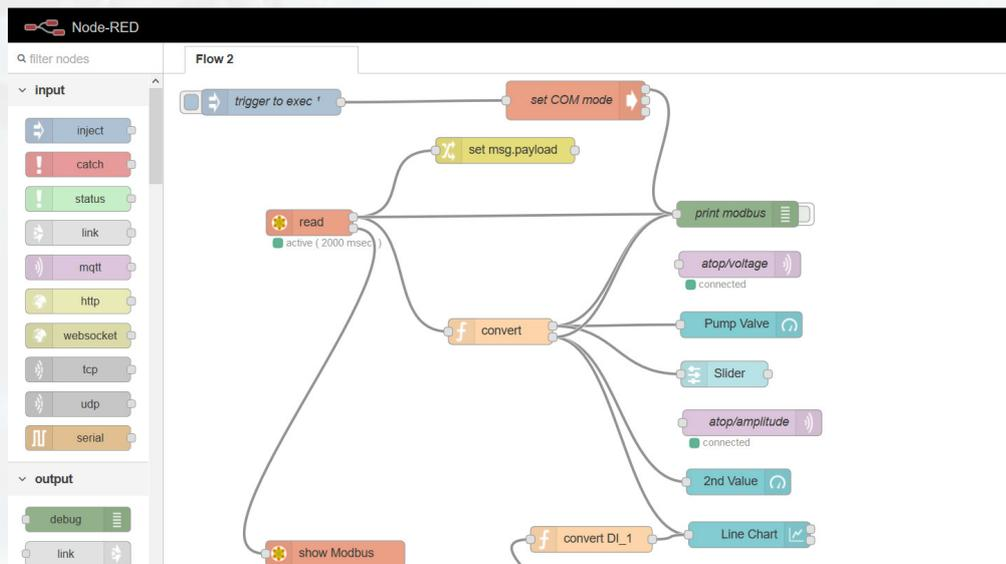 Node-RED
filter nodes
Flow 2
input
inject
catch
status
link
mqtt
http
websocket
tcp
udp
serial
output
debug
link
trigger to exec ¹
set COM mode
set msg.payload
read
active ( 2000 msec )
print modbus
atop/voltage
connected
convert
Pump Valve
Slider
atop/amplitude
connected
2nd Value
convert DI_1
Line Chart
show Modbus